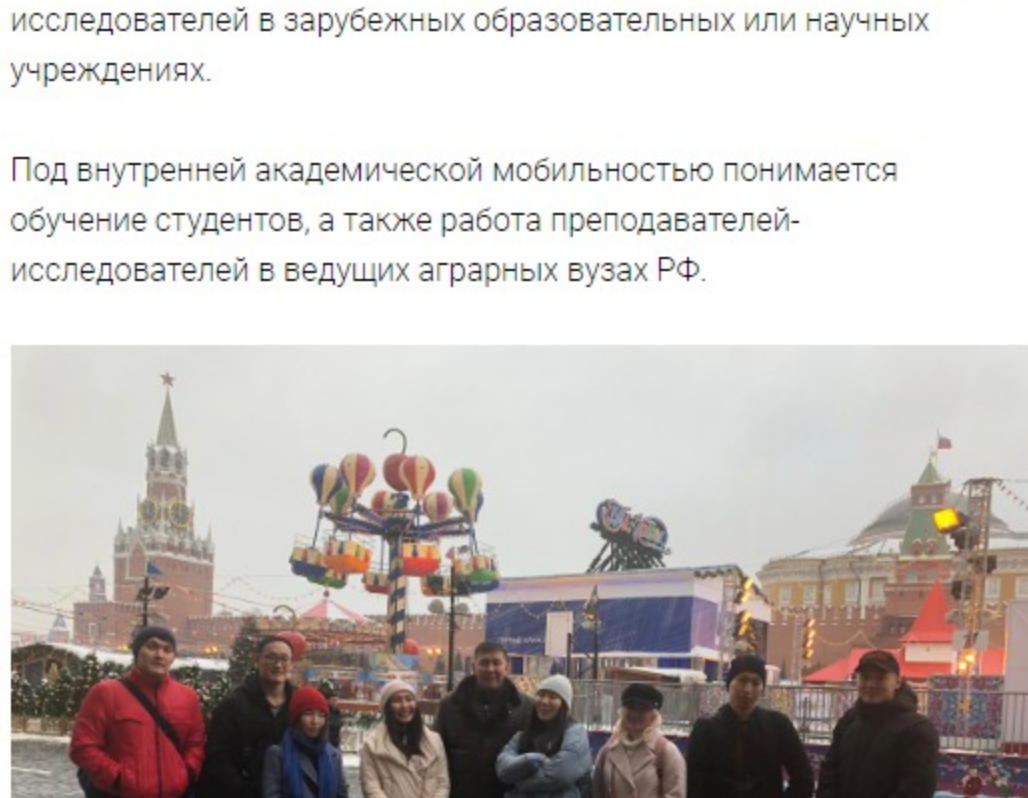 исследователей в зарубежных образовательных или научных
учреждениях.
Под внутренней академической мобильностью понимается
обучение студентов, а также работа преподавателей-
исследователей в ведущих аграрных вузах РФ.